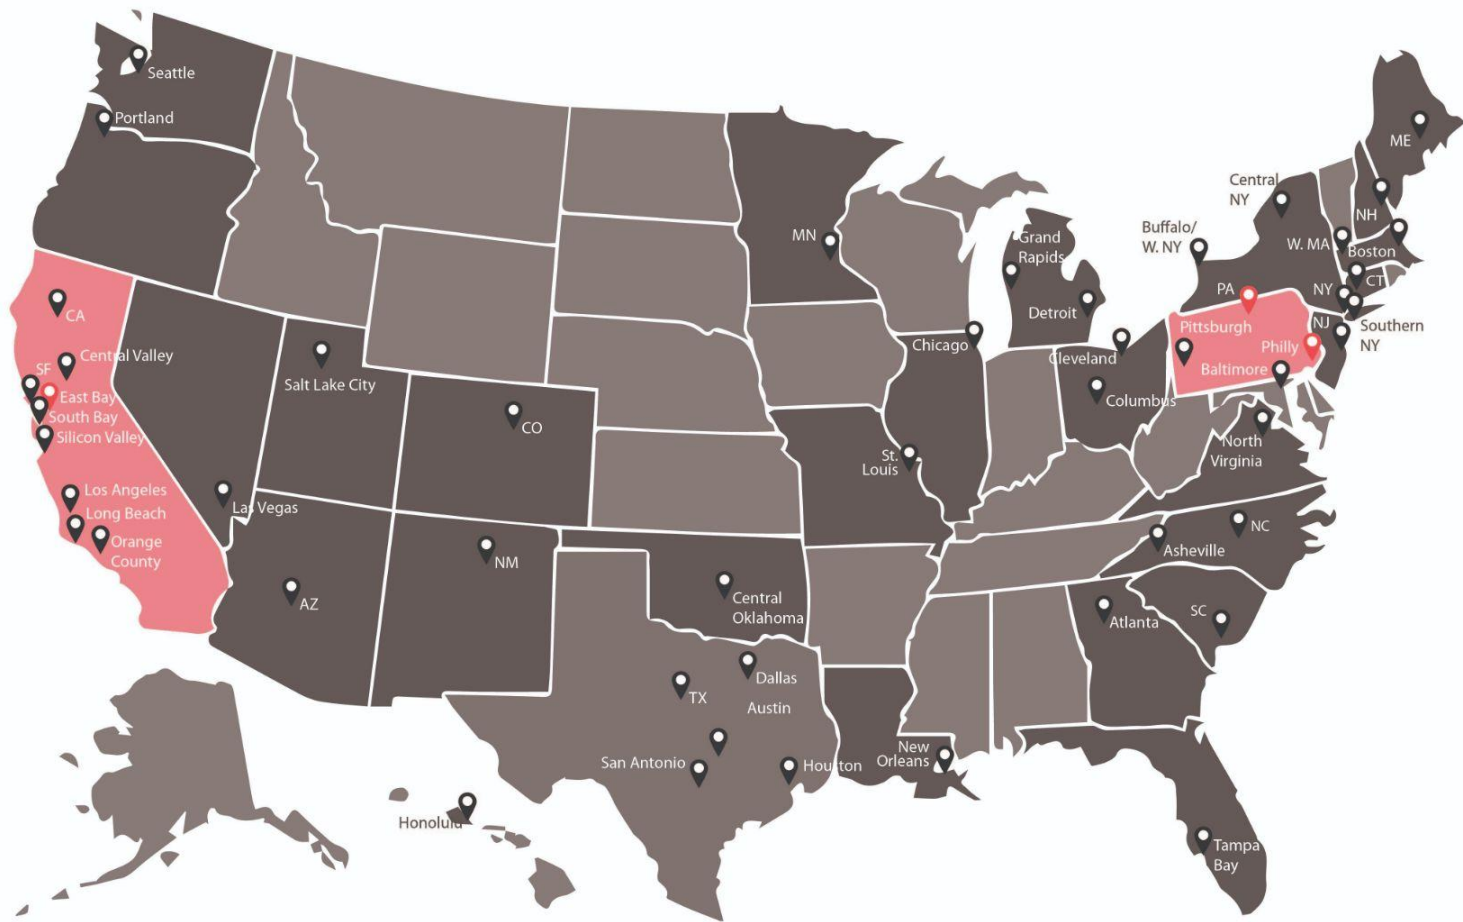 Seattle
Portland
ME
Central
NY
NH
Buffalo/
W. NY
W. MA
Boston
MN
Grand
Rapids
CT
PA
NY
CA
Detroit
NJ
Southern
NY
Pittsburgh
Philly
Chicago
Cleveland
Central Valley
SF
Salt Lake City
Baltimore
East Bay
Columbus
South Bay
CO
North
Virginia
Silicon Valley
St.
Louis
Los Angeles
Las Vegas
Long Beach
NC
Orange
County
NM
Asheville
AZ
Central
Oklahoma
SC
Atlanta
Dallas
TX
Austin
New
Orleans
San Antonio
Houston
Honolulu
Tampa
Bay